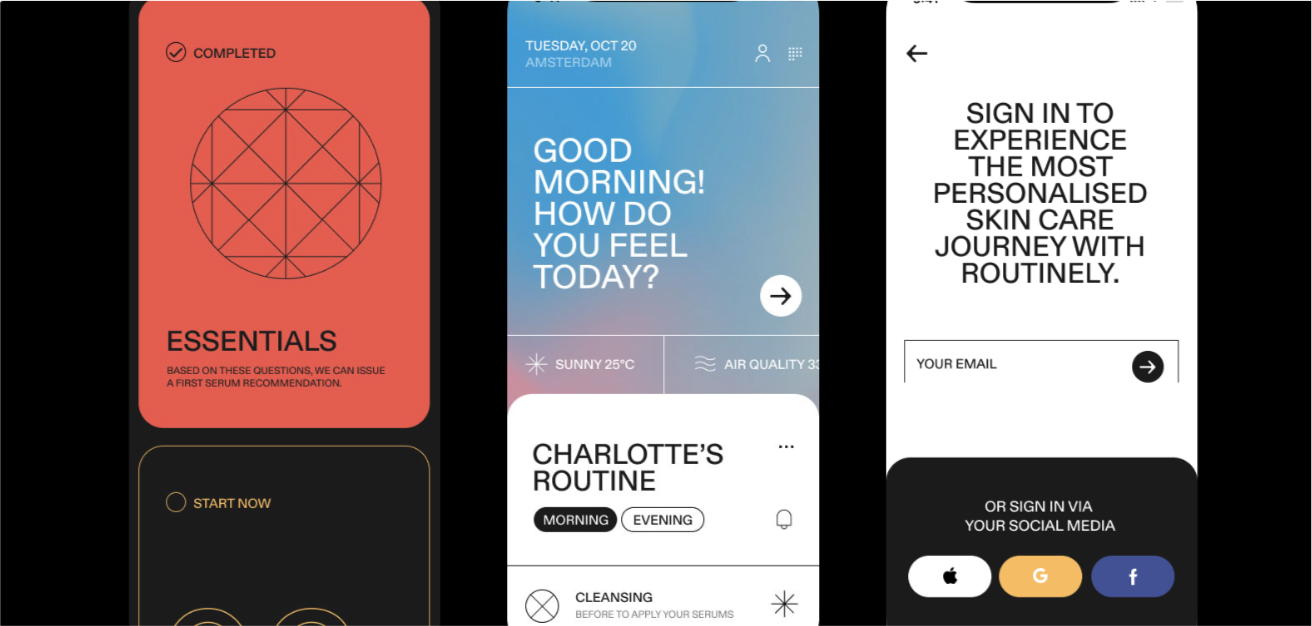 COMPLETED
ESSENTIALS
BASED ON THESE QUESTIONS, WE CAN ISSUE
A FIRST SERUM RECOMMENDATION.
START NOW
TUESDAY, OCT 20
AMSTERDAM
GOOD
MORNING!
HOW DO
YOU FEEL
TODAY?
SUNNY 25°C
AIR QUALITY 33
CHARLOTTE'S
ROUTINE
MORNING
EVENING
CLEANSING
BEFORE TO APPLY YOUR SERUMS
SIGN IN TO
EXPERIENCE
THE MOST
PERSONALISED
SKIN CARE
JOURNEY WITH
ROUTINELY.
YOUR EMAIL
OR SIGN IN VIA
YOUR SOCIAL MEDIA
G
f